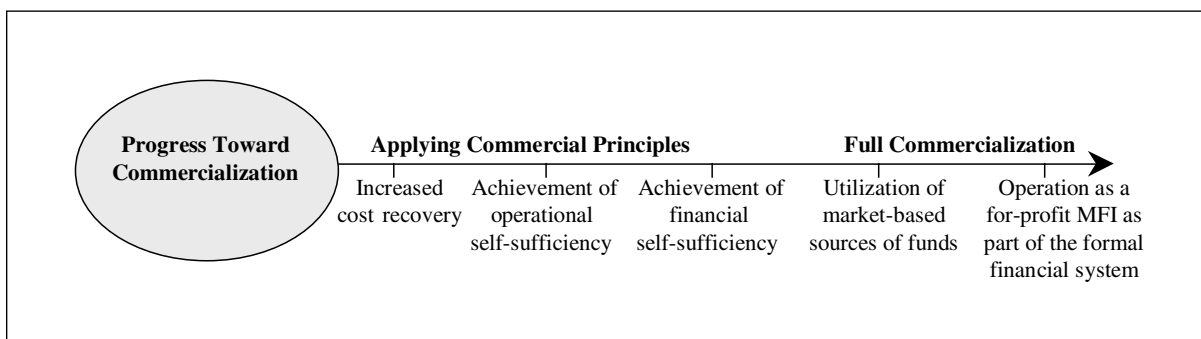 Progress Toward
Commercialization
Applying Commercial Principles
Full Commercialization
Increased
cost recovery
Achievement of
operational
self-sufficiency
Achievement of
financial
self-sufficiency
Utilization of
market-based
sources of funds
Operation as a
for-profit MFI as
part of the formal
financial system